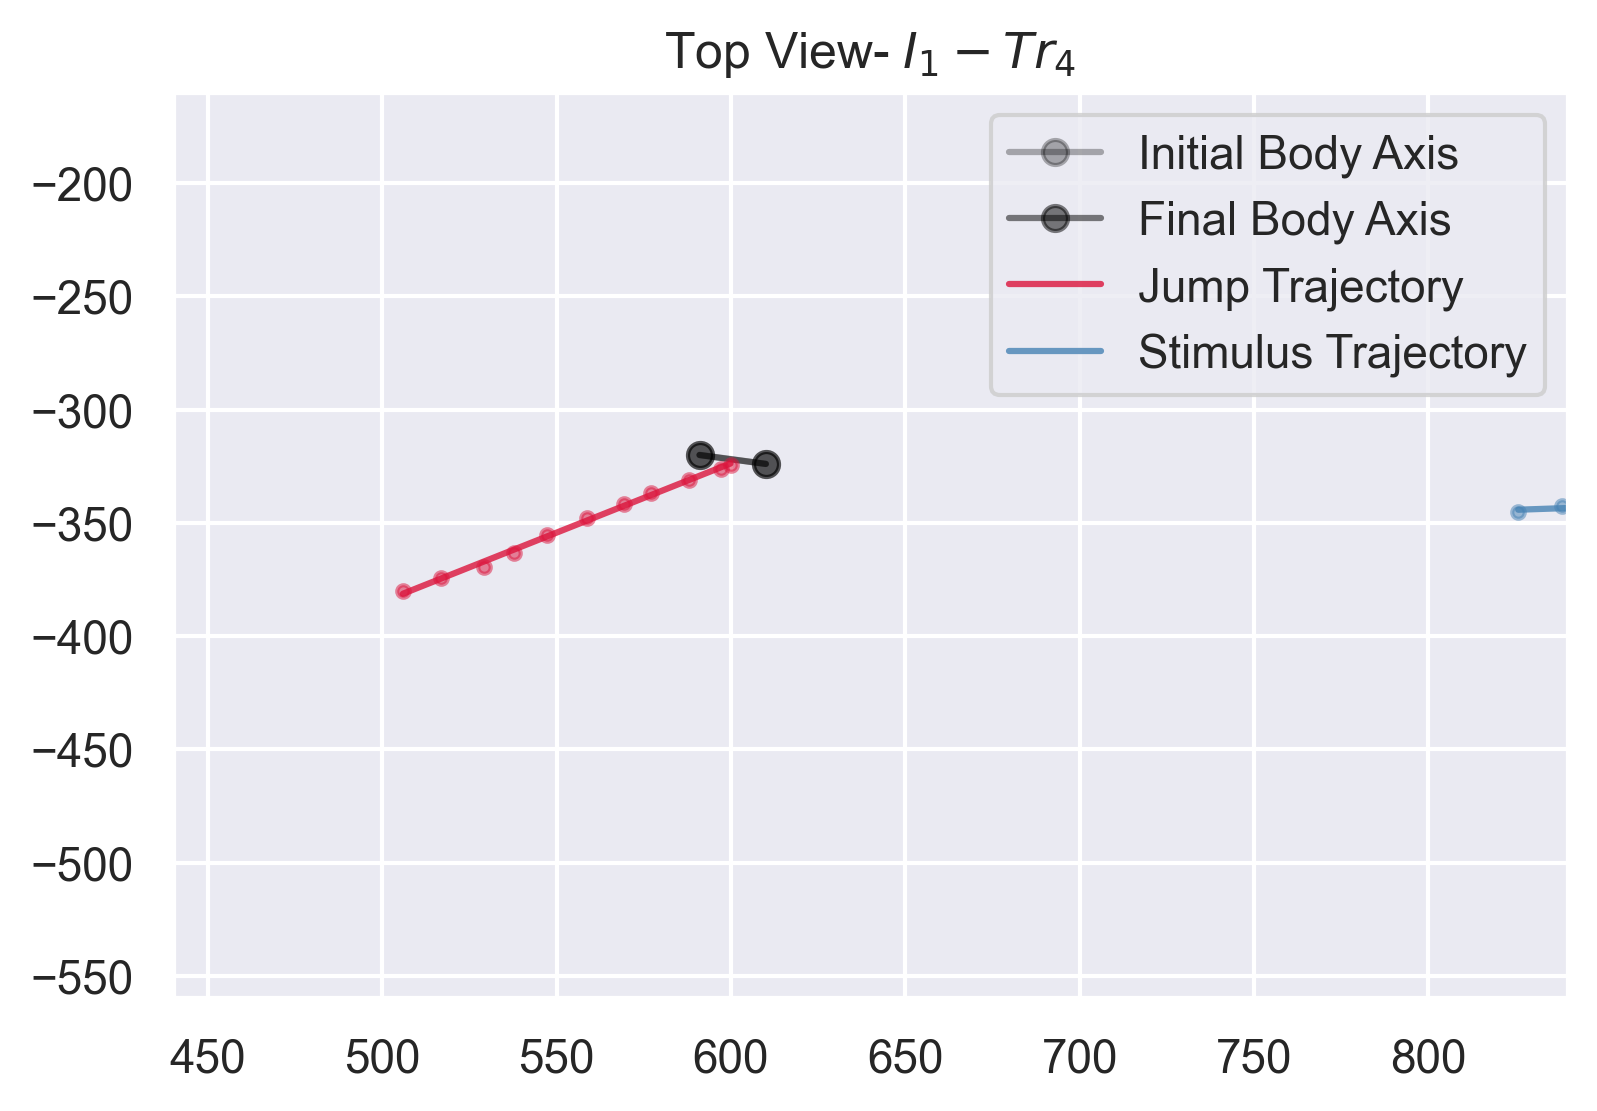 Top View- I₁ − Tr₄
Initial Body Axis
Final Body Axis
Jump Trajectory
Stimulus Trajectory
−200
−250
−300
−350
−400
−450
−500
−550
450 500 550 600 650 700 750 800